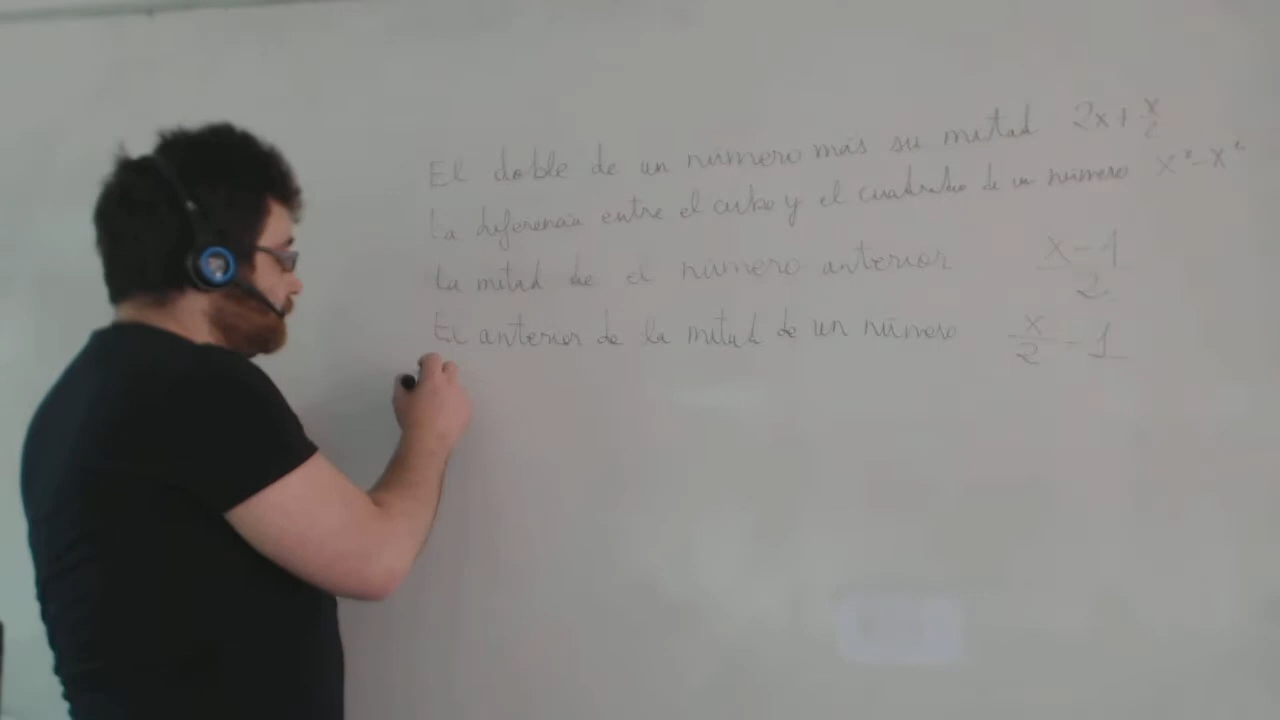 El doble de un número más su mitad 2x + x/2
La diferencia entre el cubo y el cuadrado de un número x³ - x²
La mitad de el número anterior x - 1 / 2
El anterior de la mitad de un número x/2 - 1